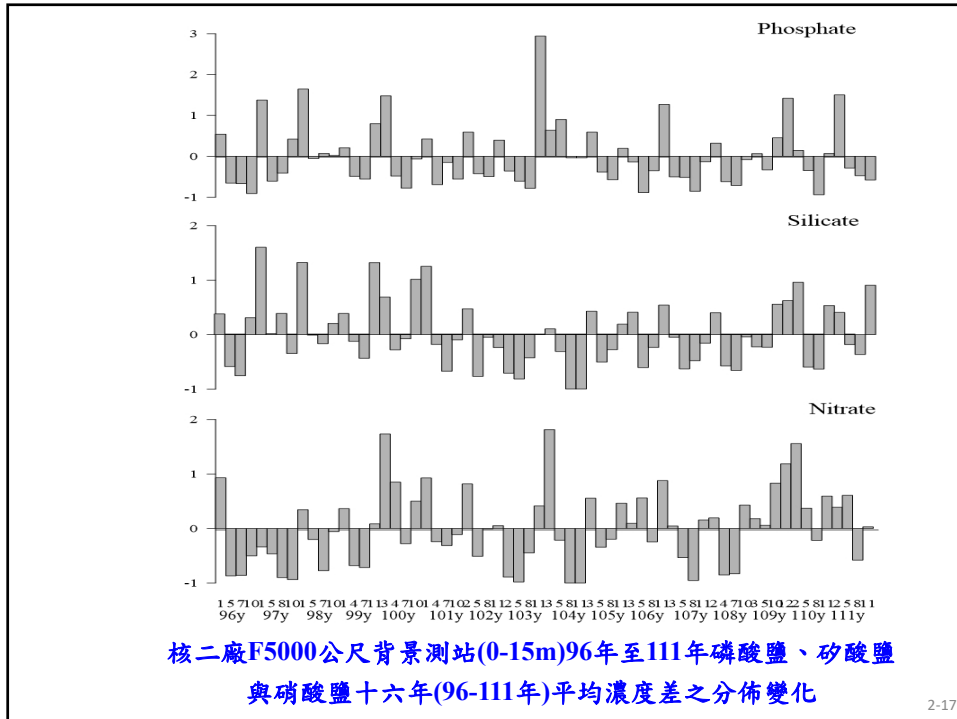 Phosphate
3
2
1
0
-1
Silicate
2
1
0
-1
Nitrate
2
1
0
-1
96y 97y 98y 99y 100y 101y 102y 103y 104y 105y 106y 107y 108y 109y 110y 111y
核二廠F5000公尺背景測站(0-15m)96年至111年磷酸鹽、矽酸鹽
與硝酸鹽十六年(96-111年)平均濃度差之分佈變化
2-17